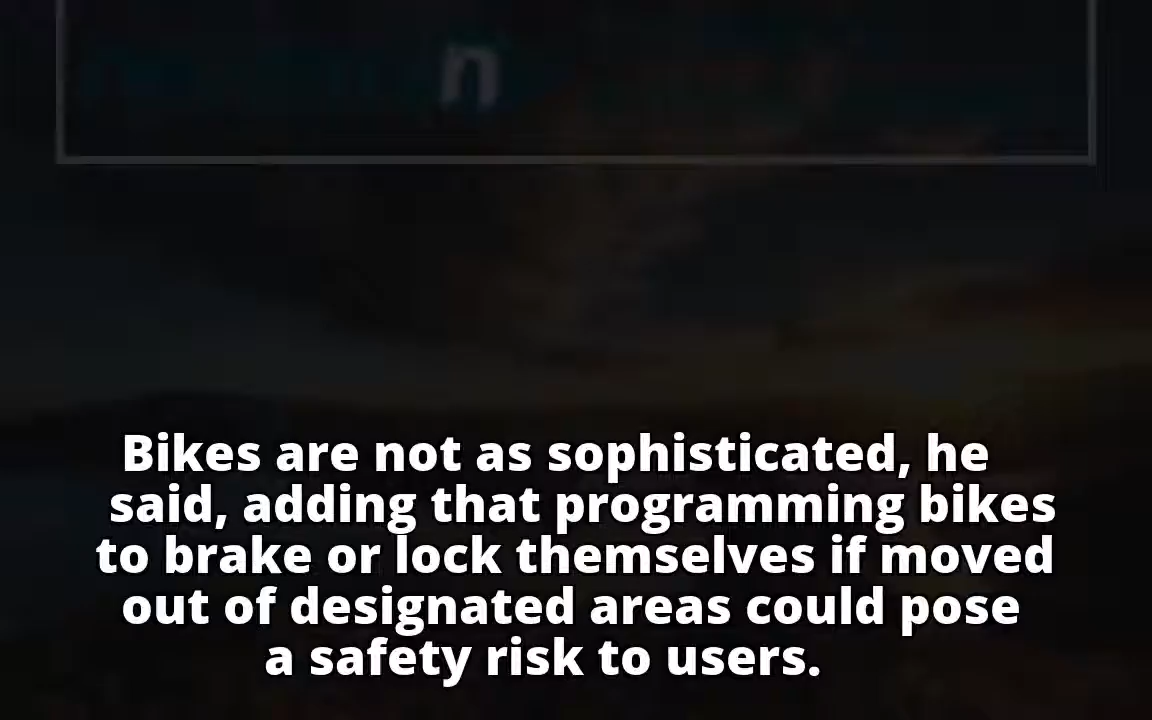 n
Bikes are not as sophisticated, he
said, adding that programming bikes
to brake or lock themselves if moved
out of designated areas could pose
a safety risk to users.